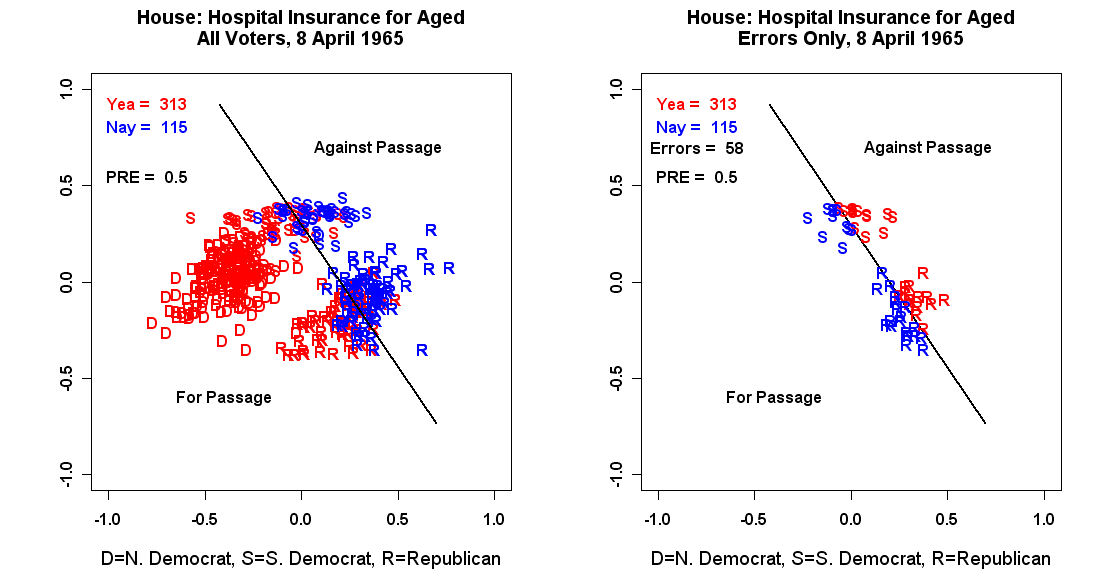 House: Hospital Insurance for Aged
All Voters, 8 April 1965
1.0
0.5
0.0
-0.5
-1.0
Yea = 313
Nay = 115
PRE = 0.5
Against Passage
For Passage
-1.0 -0.5 0.0 0.5 1.0
D=N. Democrat, S=S. Democrat, R=Republican
House: Hospital Insurance for Aged
Errors Only, 8 April 1965
1.0
0.5
0.0
-0.5
-1.0
Yea = 313
Nay = 115
Errors = 58
PRE = 0.5
Against Passage
For Passage
-1.0 -0.5 0.0 0.5 1.0
D=N. Democrat, S=S. Democrat, R=Republican